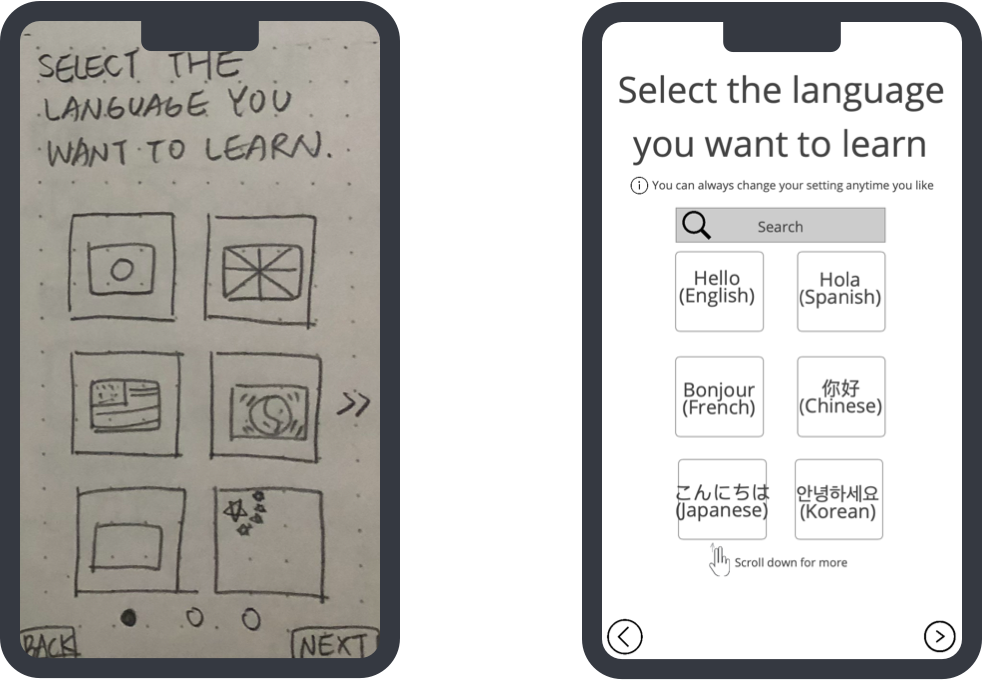 SELECT THE
LANGUAGE YOU
WANT TO LEARN.
BACK
NEXT
Select the language
you want to learn
You can always change your setting anytime you like
Search
Hello
(English)
Hola
(Spanish)
Bonjour
(French)
你好
(Chinese)
こんにちは
(Japanese)
안녕하세요
(Korean)
Scroll down for more